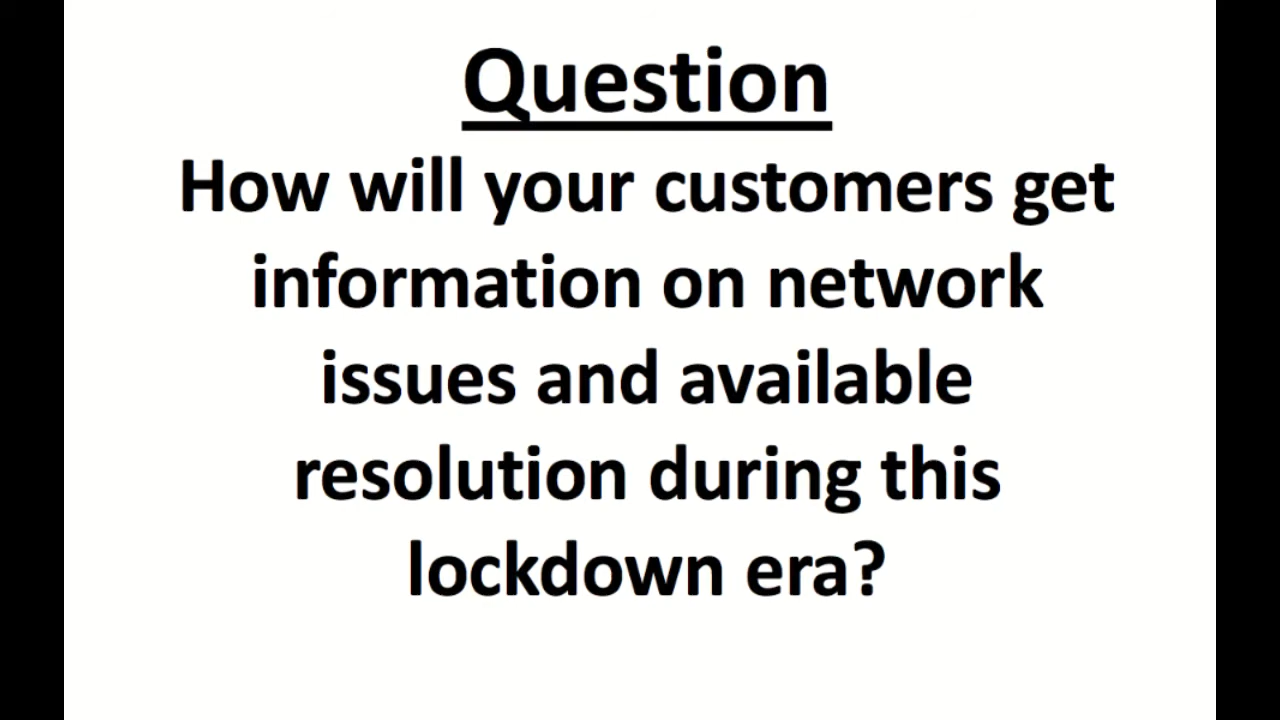 Question
How will your customers get
information on network
issues and available
resolution during this
lockdown era?